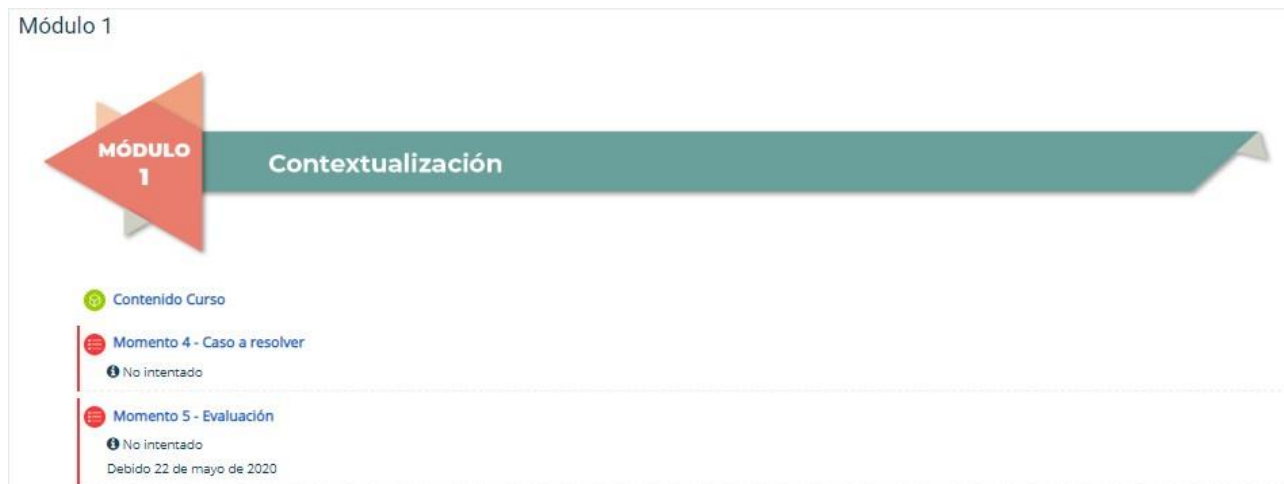 Módulo 1
MÓDULO
1
Contextualización
Contenido Curso
Momento 4 - Caso a resolver
No intentado
Momento 5 - Evaluación
No intentado
Debido 22 de mayo de 2020